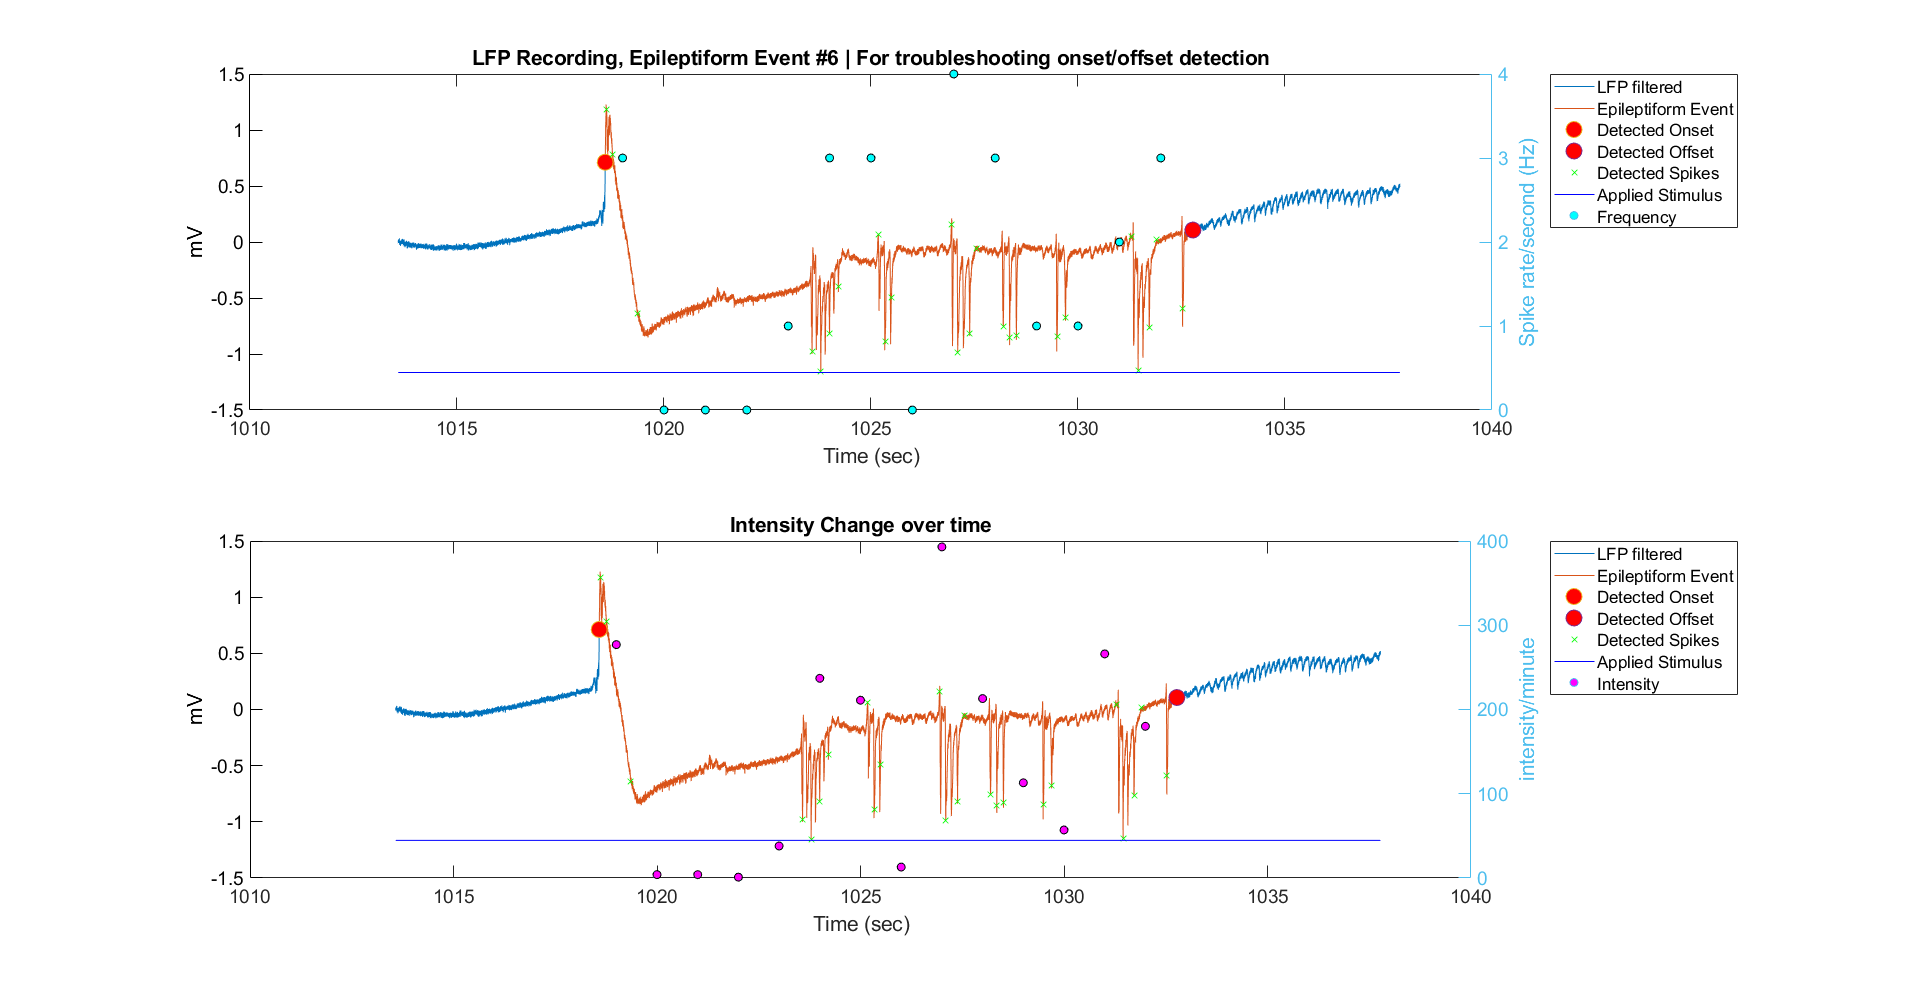 LFP Recording, Epileptiform Event #6 | For troubleshooting onset/offset detection
1.5
1
0.5
0
-0.5
-1
-1.5
mV
1010
1015
1020
1025
1030
1035
1040
Time (sec)
4
3
2
1
0
Spike rate/second (Hz)
LFP filtered
Epileptiform Event
Detected Onset
Detected Offset
Detected Spikes
Applied Stimulus
Frequency
Intensity Change over time
1.5
1
0.5
0
-0.5
-1
-1.5
mV
1010
1015
1020
1025
1030
1035
1040
Time (sec)
400
300
200
100
0
intensity/minute
LFP filtered
Epileptiform Event
Detected Onset
Detected Offset
Detected Spikes
Applied Stimulus
Intensity